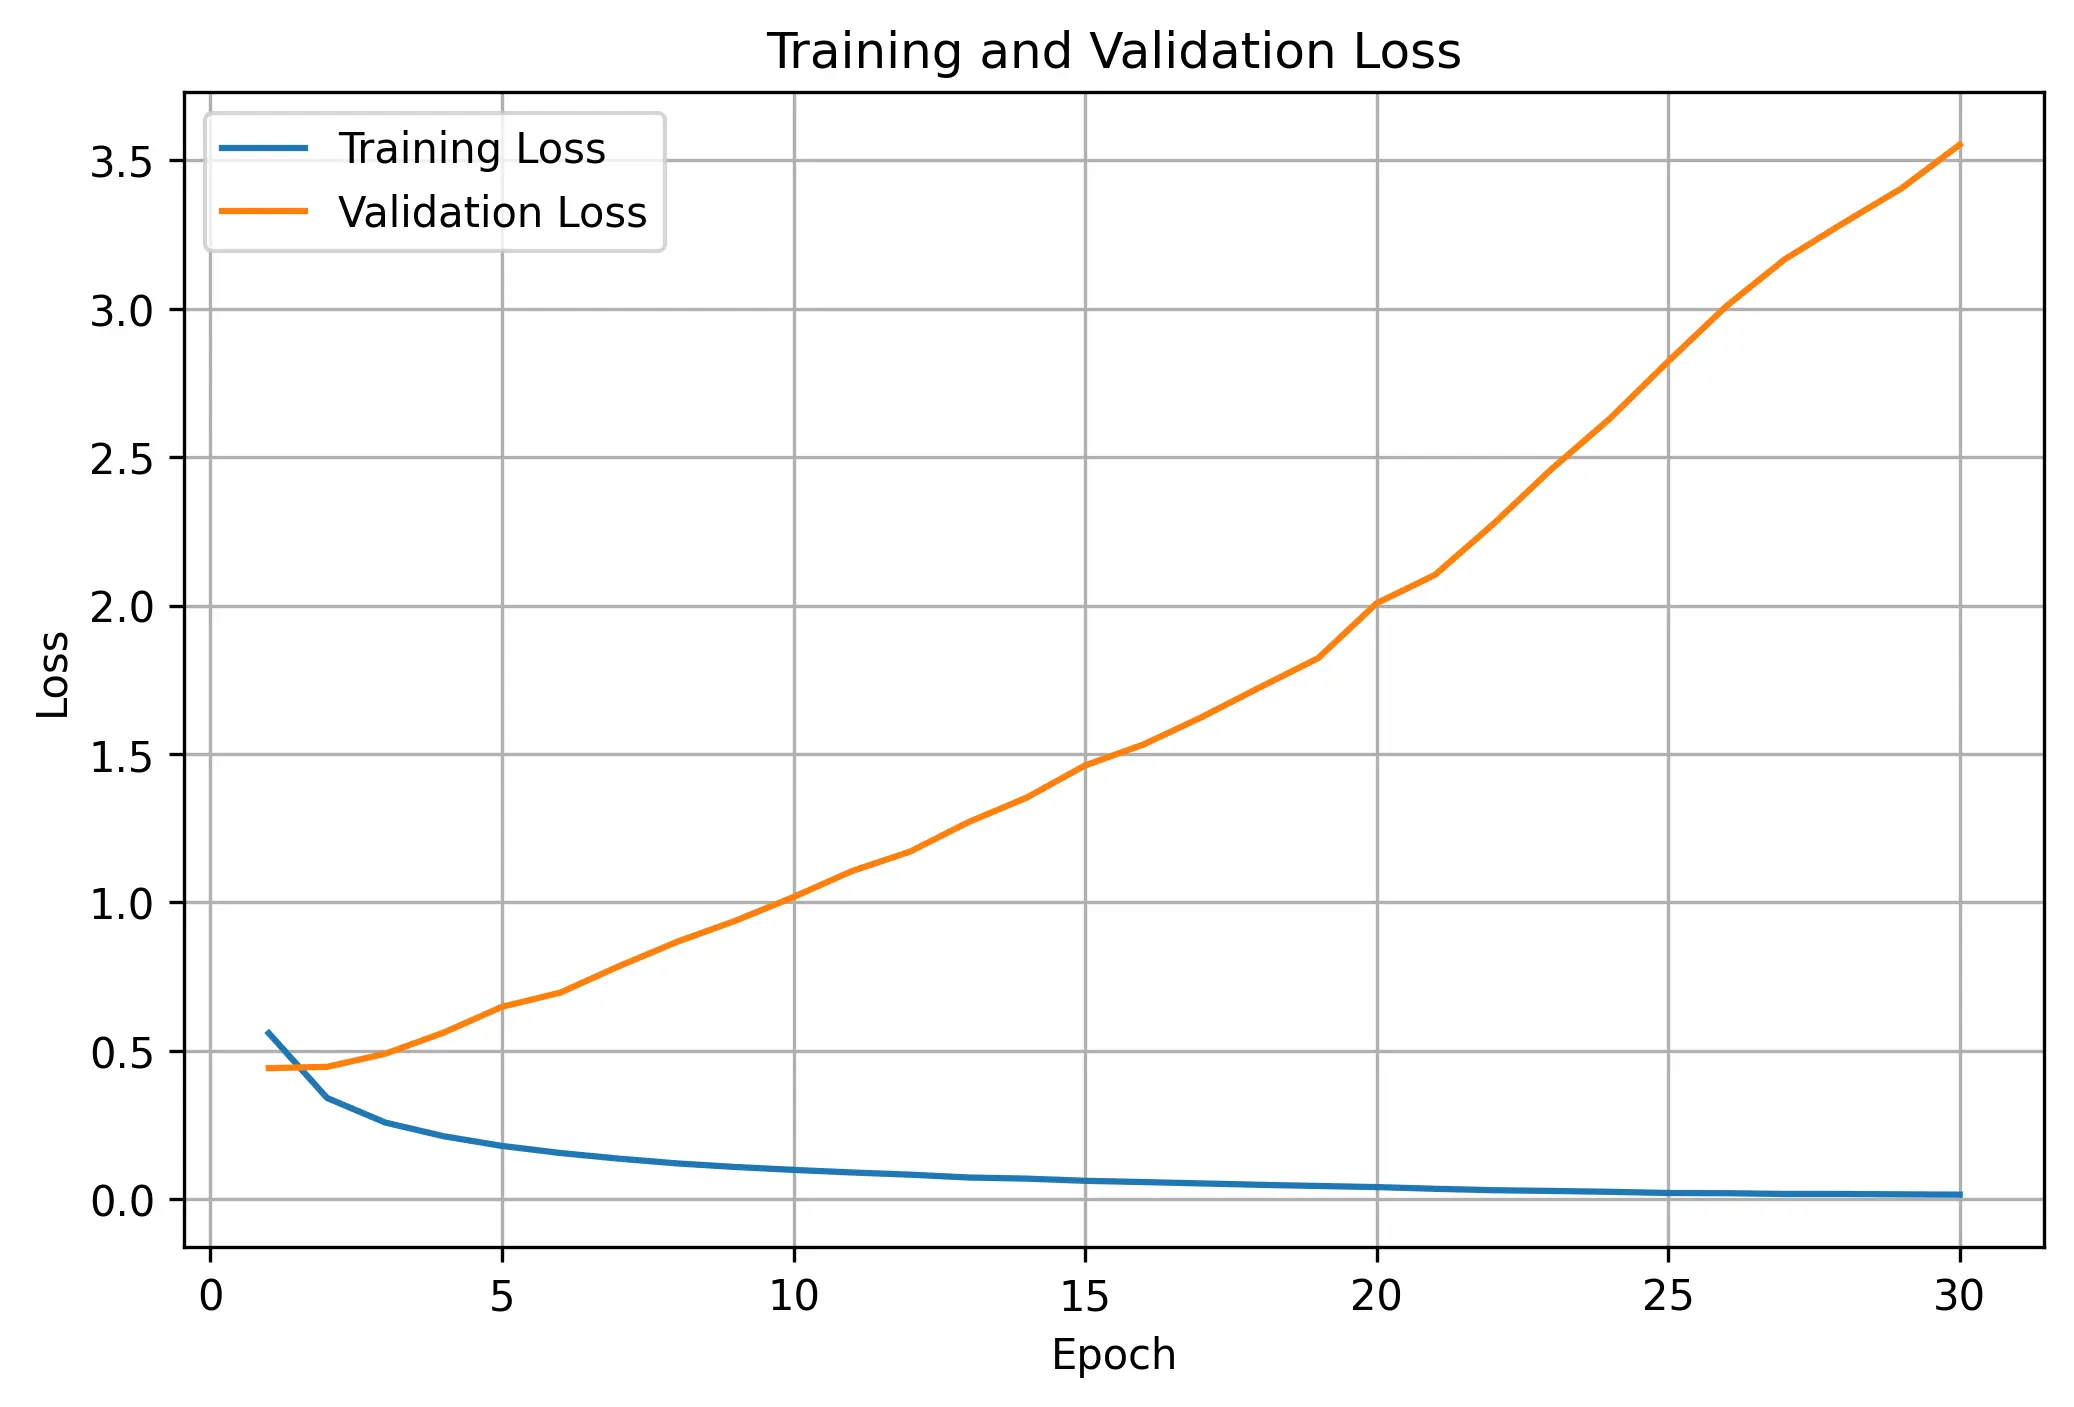 Training and Validation Loss
Training Loss
Validation Loss
3.5
3.0
2.5
2.0
1.5
1.0
0.5
0.0
Loss
0 5 10 15 20 25 30
Epoch